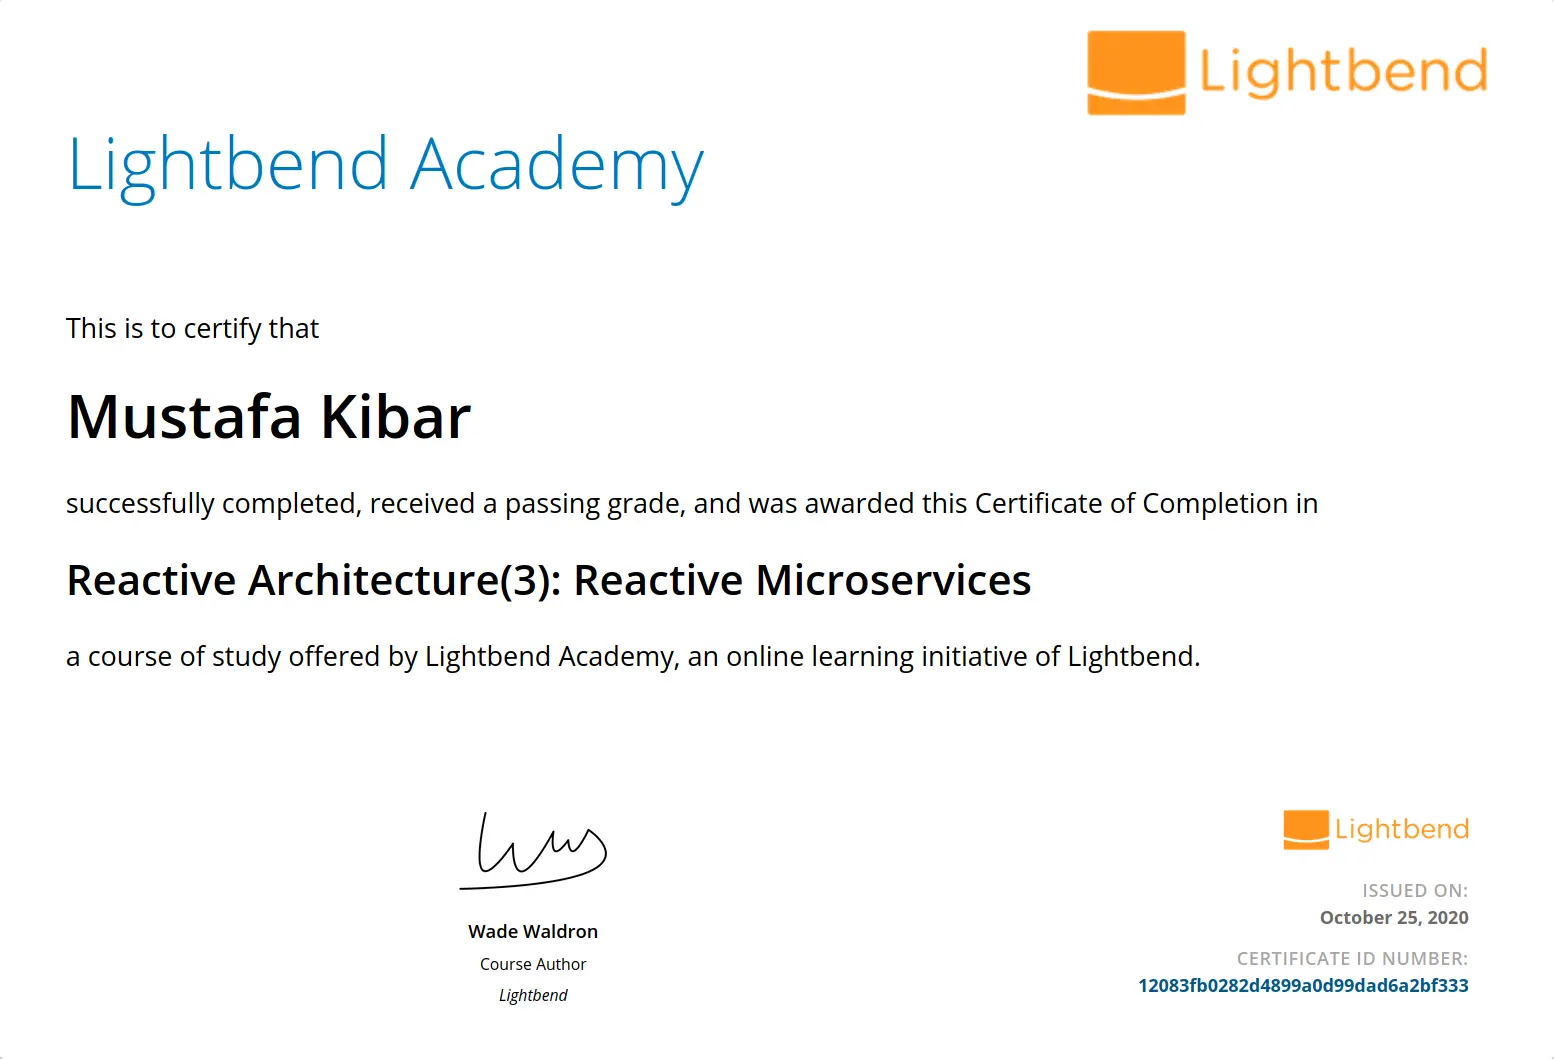 Lightbend
Lightbend Academy
This is to certify that
Mustafa Kibar
successfully completed, received a passing grade, and was awarded this Certificate of Completion in
Reactive Architecture(3): Reactive Microservices
a course of study offered by Lightbend Academy, an online learning initiative of Lightbend.
Wade Waldron
Course Author
Lightbend
Lightbend
ISSUED ON:
October 25, 2020
CERTIFICATE ID NUMBER:
12083fb0282d4899a0d99dad6a2bf333